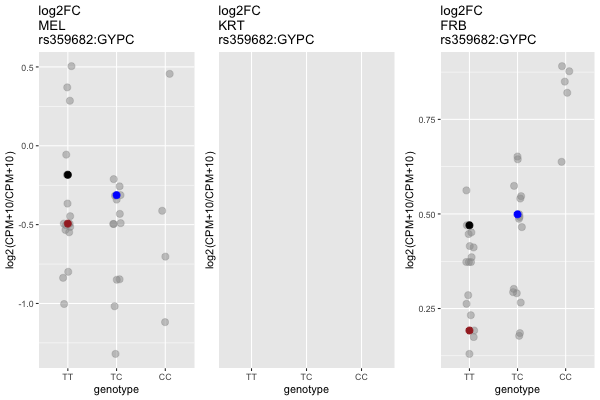 log2FC
MEL
rs359682:GYPC
log2(CPM+10/CPM+10)
0.5
0.0
-0.5
-1.0
TT TC CC
genotype
log2FC
KRT
rs359682:GYPC
log2(CPM+10/CPM+10)
TT TC CC
genotype
log2FC
FRB
rs359682:GYPC
log2(CPM+10/CPM+10)
0.75
0.50
0.25
TT TC CC
genotype